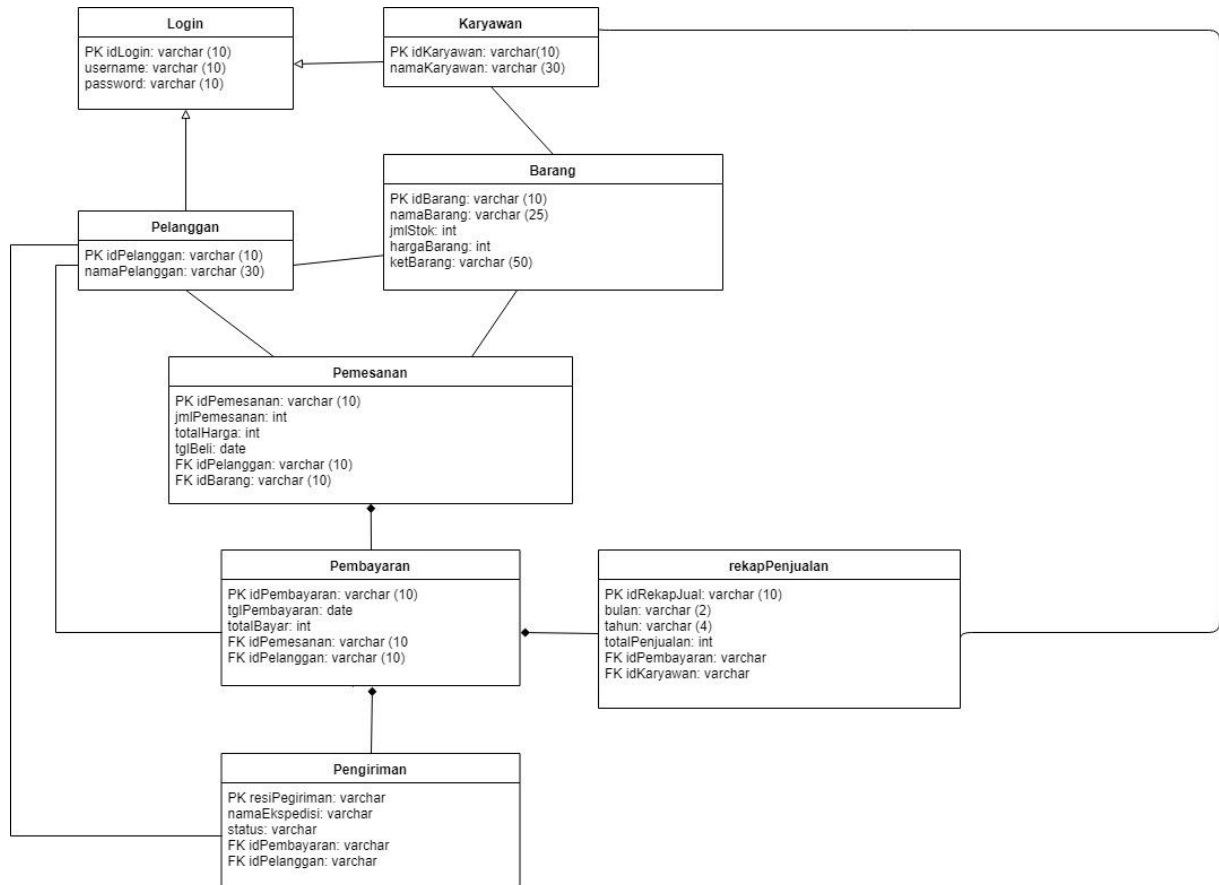 Login
PK idLogin: varchar (10)
username: varchar (10)
password: varchar (10)
Karyawan
PK idKaryawan: varchar(10)
namaKaryawan: varchar (30)
Barang
PK idBarang: varchar (10)
namaBarang: varchar (25)
jmlStok: int
hargaBarang: int
ketBarang: varchar (50)
Pelanggan
PK idPelanggan: varchar (10)
namaPelanggan: varchar (30)
Pemesanan
PK idPemesanan: varchar (10)
jmlPemesanan: int
totalHarga: int
tglBeli: date
FK idPelanggan: varchar (10)
FK idBarang: varchar (10)
Pembayaran
PK idPembayaran: varchar (10)
tglPembayaran: date
totalBayar: int
FK idPemesanan: varchar (10
FK idPelanggan: varchar (10)
rekapPenjualan
PK idRekapJual: varchar (10)
bulan: varchar (2)
tahun: varchar (4)
totalPenjualan: int
FK idPembayaran: varchar
FK idKaryawan: varchar
Pengiriman
PK resiPegiriman: varchar
namaEkspedisi: varchar
status: varchar
FK idPembayaran: varchar
FK idPelanggan: varchar